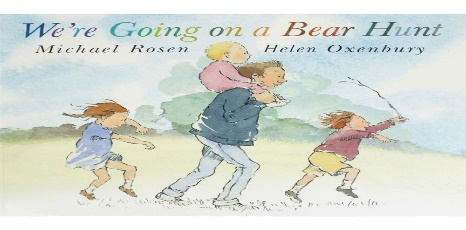 We're Going on a Bear Hunt
Michael Rosen Helen Oxenbury